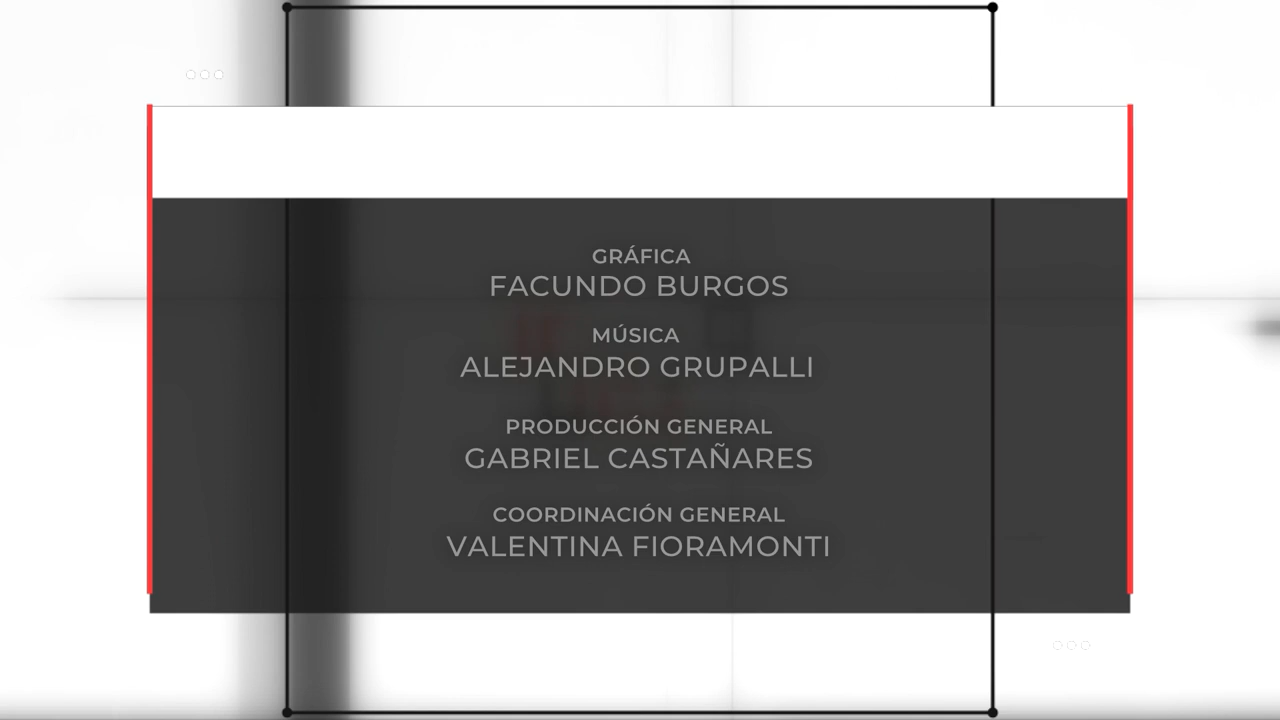 GRÁFICA
FACUNDO BURGOS
MÚSICA
ALEJANDRO GRUPALLI
PRODUCCIÓN GENERAL
GABRIEL CASTAÑARES
COORDINACIÓN GENERAL
VALENTINA FIORAMONTI